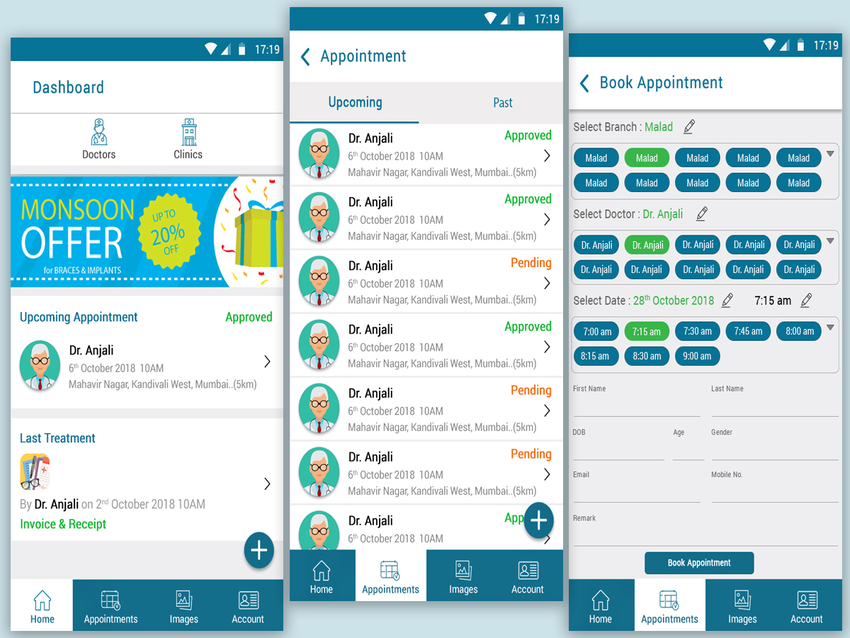 17:19
Dashboard
Doctors
Clinics
MONSOON
OFFER
for BRACES & IMPLANTS
UP TO
20%
OFF
Upcoming Appointment
Approved
Dr. Anjali
6th October 2018 10AM
Mahavir Nagar, Kandivali West, Mumbai..(5km)
Last Treatment
By Dr. Anjali on 2nd October 2018 10AM
Invoice & Receipt
Home
Appointments
Images
Account
17:19
Appointment
Upcoming
Past
Dr. Anjali
Approved
6th October 2018 10AM
Mahavir Nagar, Kandivali West, Mumbai..(5km)
Dr. Anjali
Approved
6th October 2018 10AM
Mahavir Nagar, Kandivali West, Mumbai..(5km)
Dr. Anjali
Pending
6th October 2018 10AM
Mahavir Nagar, Kandivali West, Mumbai..(5km)
Dr. Anjali
Approved
6th October 2018 10AM
Mahavir Nagar, Kandivali West, Mumbai..(5km)
Dr. Anjali
Pending
6th October 2018 10AM
Mahavir Nagar, Kandivali West, Mumbai..(5km)
Dr. Anjali
Pending
6th October 2018 10AM
Mahavir Nagar, Kandivali West, Mumbai..(5km)
Dr. Anjali
App
6th October 2018 10AM
Home
Appointments
Images
Account
17:19
Book Appointment
Select Branch : Malad
Malad Malad Malad Malad Malad
Malad Malad Malad Malad Malad
Select Doctor : Dr. Anjali
Dr. Anjali Dr. Anjali Dr. Anjali Dr. Anjali Dr. Anjali
Dr. Anjali Dr. Anjali Dr. Anjali Dr. Anjali Dr. Anjali
Select Date : 28th October 2018 7:15 am
7:00 am 7:15 am 7:30 am 7:45 am 8:00 am
8:15 am 8:30 am 9:00 am
First Name Last Name
DOB Age Gender
Email Mobile No.
Remark
Book Appointment
Home
Appointments
Images
Account